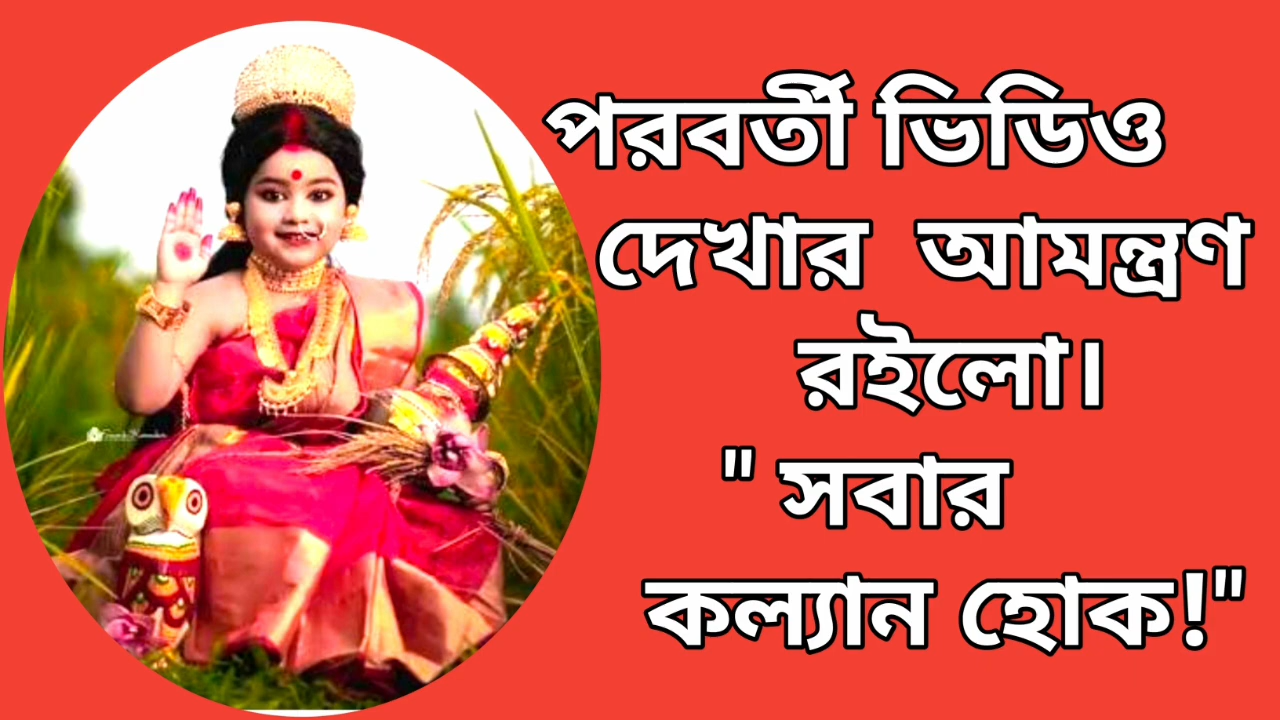 পরবর্তী ভিডিও
দেখার আমন্ত্রণ
রইলো।
" সবার
কল্যান হোক!"